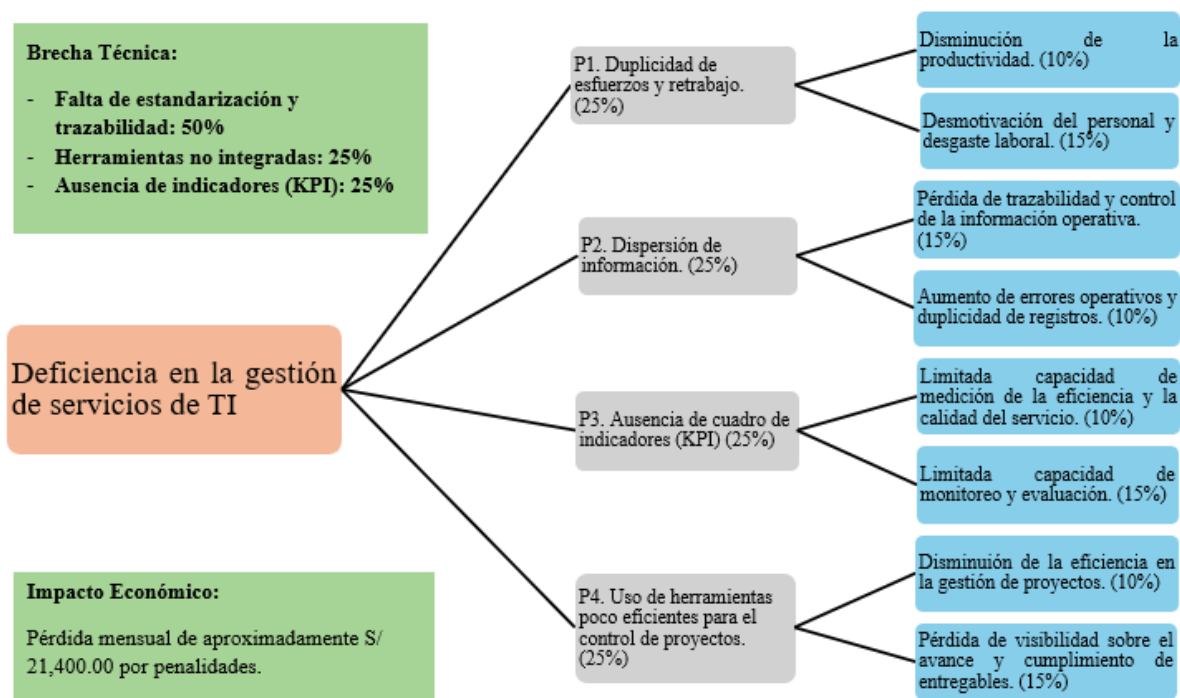 Brecha Técnica:
- Falta de estandarización y
trazabilidad: 50%
- Herramientas no integradas: 25%
- Ausencia de indicadores (KPI): 25%
Deficiencia en la gestión
de servicios de TI
Impacto Económico:
Pérdida mensual de aproximadamente S/
21,400.00 por penalidades.
P1. Duplicidad de
esfuerzos y retrabajo.
(25%)
Disminución de la
productividad. (10%)
Desmotivación del personal y
desgaste laboral. (15%)
P2. Dispersión de
información. (25%)
Pérdida de trazabilidad y control
de la información operativa.
(15%)
Aumento de errores operativos y
duplicidad de registros. (10%)
P3. Ausencia de cuadro de
indicadores (KPI) (25%)
Limitada capacidad de
medición de la eficiencia y la
calidad del servicio. (10%)
Limitada capacidad de
monitoreo y evaluación. (15%)
P4. Uso de herramientas
poco eficientes para el
control de proyectos.
(25%)
Disminuión de la eficiencia en
la gestión de proyectos. (10%)
Pérdida de visibilidad sobre el
avance y cumplimiento de
entregables. (15%)